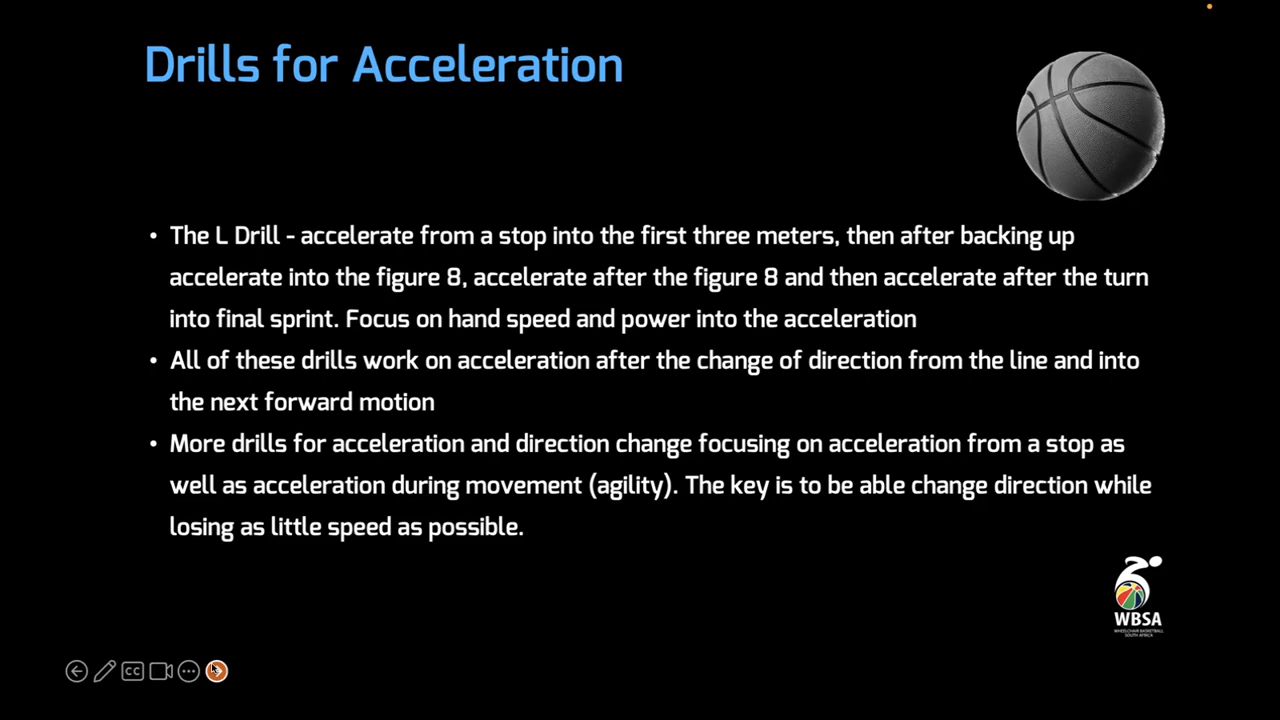 Drills for Acceleration
• The L Drill - accelerate from a stop into the first three meters, then after backing up
accelerate into the figure 8, accelerate after the figure 8 and then accelerate after the turn
into final sprint. Focus on hand speed and power into the acceleration
• All of these drills work on acceleration after the change of direction from the line and into
the next forward motion
• More drills for acceleration and direction change focusing on acceleration from a stop as
well as acceleration during movement (agility). The key is to be able change direction while
losing as little speed as possible.
WBSA
WHEELCHAIR BASKETBALL
SOUTH AFRICA
CC